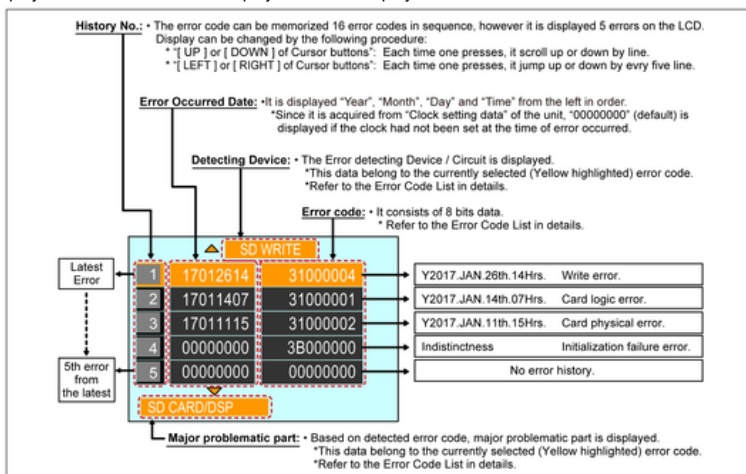 History No.: • The error code can be memorized 16 error codes in sequence, however it is displayed 5 errors on the LCD.
Display can be changed by the following procedure:
* "[ UP ] or [ DOWN ] of Cursor buttons": Each time one presses, it scroll up or down by line.
* "[ LEFT ] or [ RIGHT ] of Cursor buttons": Each time one presses, it jump up or down by evry five line.
Error Occurred Date: •It is displayed "Year", "Month", "Day" and "Time" from the left in order.
*Since it is acquired from "Clock setting data" of the unit, "00000000" (default) is
displayed if the clock had not been set at the time of error occurred.
Detecting Device: • The Error detecting Device / Circuit is displayed.
*This data belong to the currently selected (Yellow highlighted) error code.
*Refer to the Error Code List in details.
Error code: • It consists of 8 bits data.
* Refer to the Error Code List in details.
SD WRITE
Latest
Error
1 17012614 31000004 Y2017.JAN.26th.14Hrs. Write error.
2 17011407 31000001 Y2017.JAN.14th.07Hrs. Card logic error.
3 17011115 31000002 Y2017.JAN.11th.15Hrs. Card physical error.
4 00000000 3B000000 Indistinctness Initialization failure error.
5th error
from
the latest
5 00000000 00000000 No error history.
SD CARD/DSP
Major problematic part: • Based on detected error code, major problematic part is displayed.
*This data belong to the currently selected (Yellow highlighted) error code.
*Refer to the Error Code List in details.